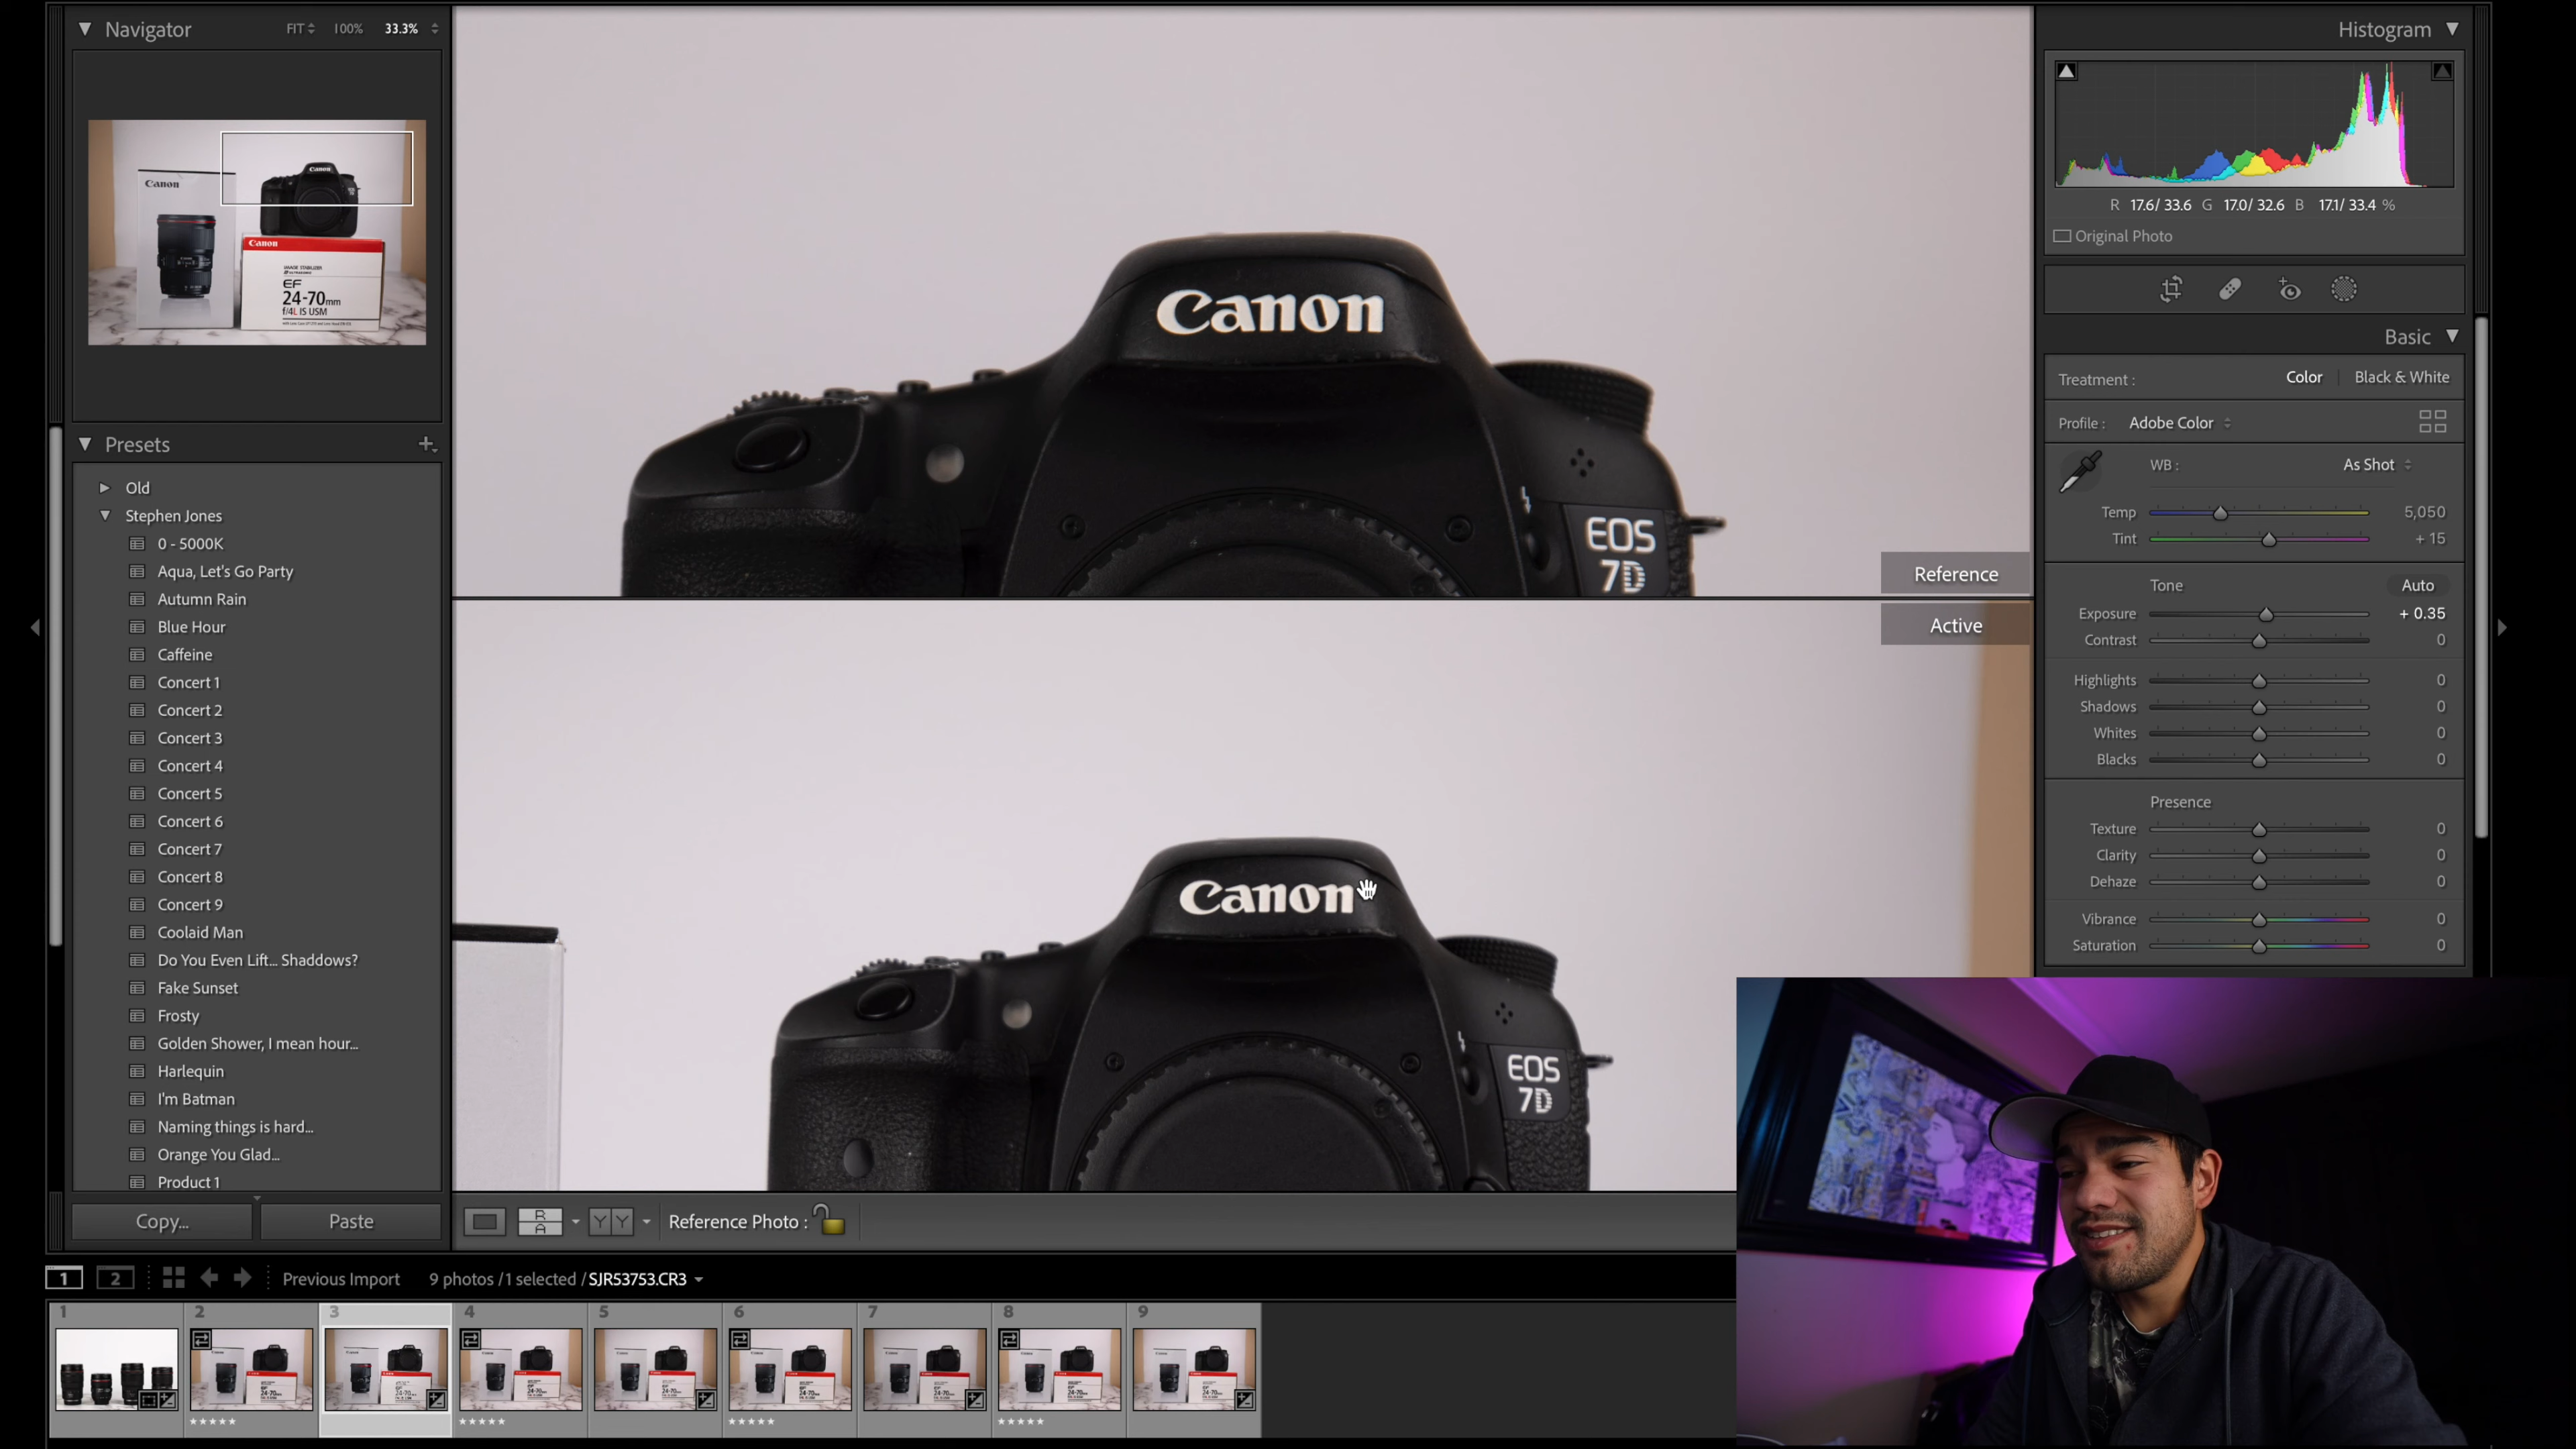 Navigator FIT 100% 33.3%
Canon
Canon
Canon
EF
24-70mm
f/4L IS USM
Presets +
Old
Stephen Jones
0 - 5000K
Aqua, Let's Go Party
Autumn Rain
Blue Hour
Caffeine
Concert 1
Concert 2
Concert 3
Concert 4
Concert 5
Concert 6
Concert 7
Concert 8
Concert 9
Coolaid Man
Do You Even Lift... Shaddows?
Fake Sunset
Frosty
Golden Shower, I mean hour...
Harlequin
I'm Batman
Naming things is hard...
Orange You Glad...
Product 1
Copy... Paste
Canon
EOS
7D
Reference
Active
Canon
EOS
7D
R A Y Y Reference Photo :
Histogram
R 17.6/ 33.6 G 17.0/ 32.6 B 17.1/ 33.4 %
Original Photo
Basic
Treatment : Color Black & White
Profile : Adobe Color
WB : As Shot
Temp 5,050
Tint + 15
Tone Auto
Exposure + 0.35
Contrast 0
Highlights 0
Shadows 0
Whites 0
Blacks 0
Presence
Texture 0
Clarity 0
Dehaze 0
Vibrance 0
Saturation 0
1 2 Previous Import 9 photos / 1 selected / SJR53753.CR3
1 2 3 4 5 6 7 8 9